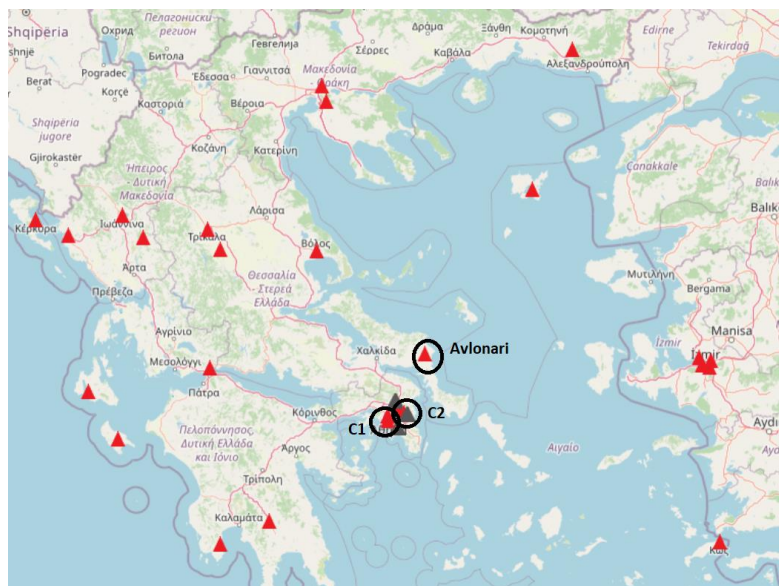 Shqipëria
Пелагониски
регион
Охрид
Битола
Гевгелија
Σέρρες
Δράμα
Ξάνθη
Κομοτηνή
Edirne
Tekirdağ
Pogradec
Καβάλα
Αλεξανδρούπολη
Berat
Korçë
Έδεσσα
Γιαννιτσά
Μακεδονία
Καστοριά
Βέροια
Shqipëria
jugore
Κοζάνη
Κατερίνη
Gjirokastër
Ήπειρος
Δυτική
Μακεδονία
Çanakkale
Κέρκυρα
Ιωάννινα
Τρίκαλα
Λάρισα
Βόλος
Άρτα
Θεσσαλία
- Στερεά
Ελλάδα
Μυτιλήνη
Bergama
Πρέβεζα
Αγρίνιο
Avlonari
Manisa
İzmir
İzmir
Μεσολόγγι
Χαλκίδα
Πάτρα
Κόρινθος
C1
C2
Πελοπόννησος,
Δυτική Ελλάδα
και Ιόνιο
Άργος
Αιγαίο
Τρίπολη
Καλαμάτα
Κως